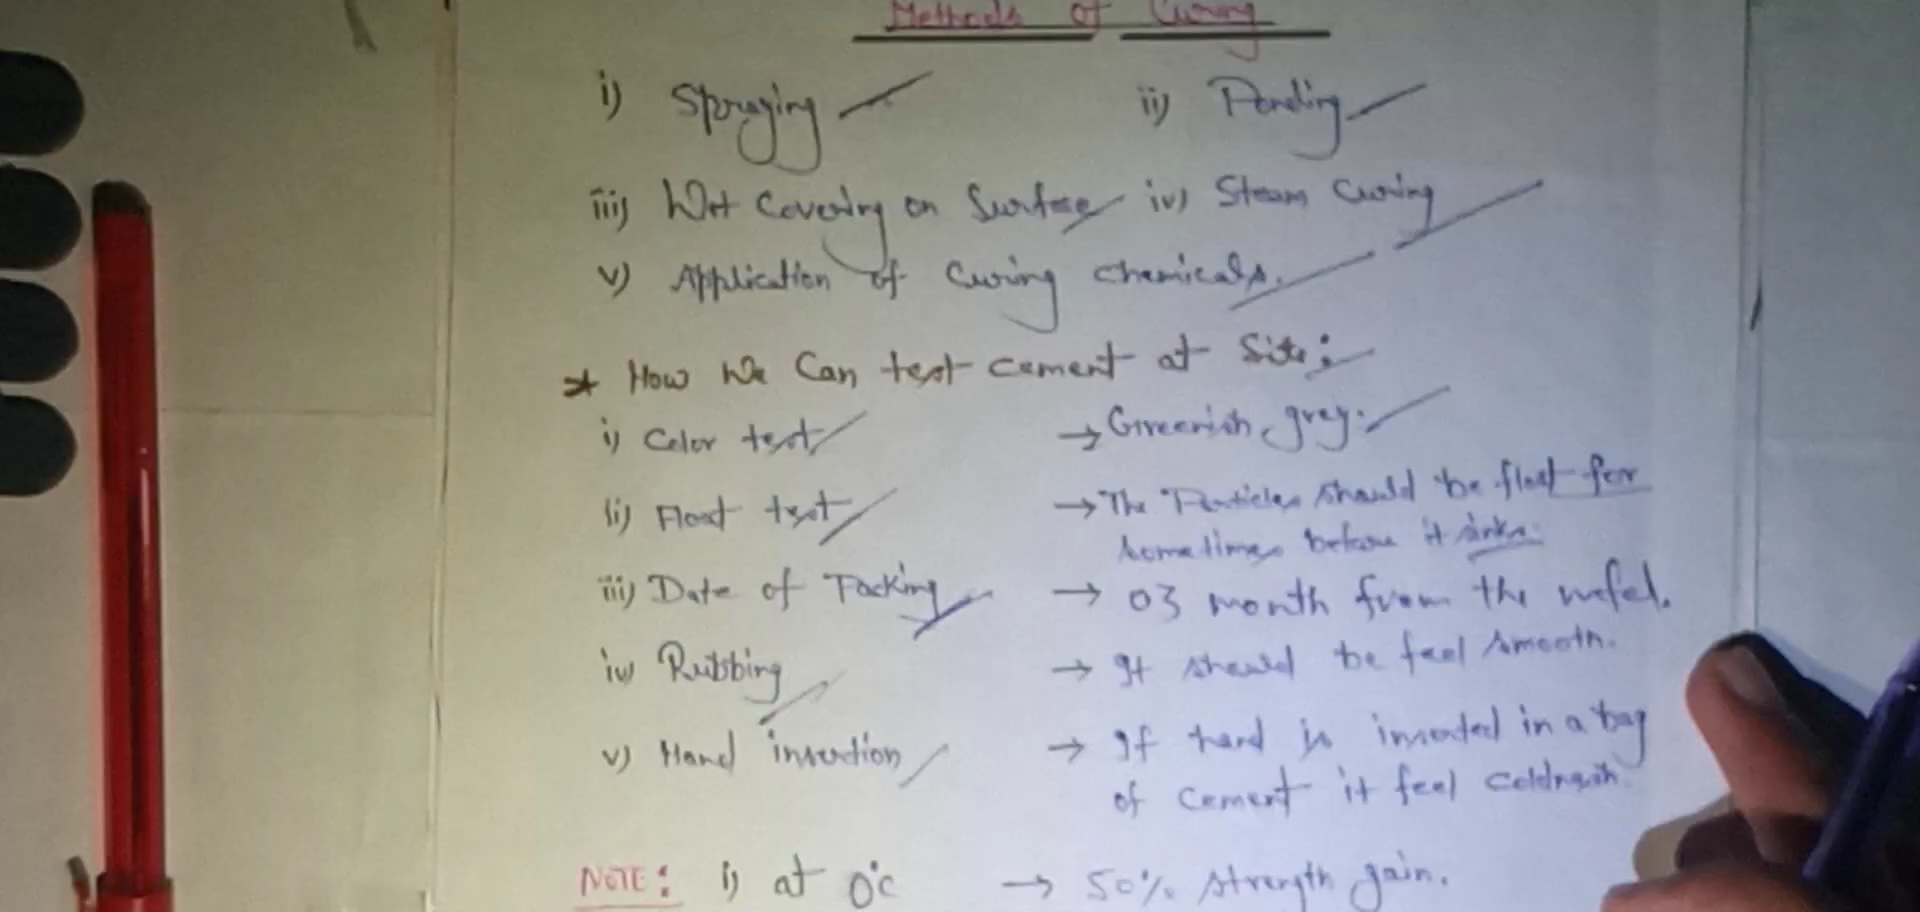 Methods of Curing
i) Spraying ii) Ponding
iii) Wet Covering on Surface iv) Steam Curing
v) Application of Curing chemicals.
* How We Can test cement at Site:
i) Color test → Greenish grey.
ii) Float test → The Particles should be float for
sometimes before it sinks.
iii) Date of Packing → 03 month from the mfd.
iv) Rubbing → It should be feel smooth.
v) Hand insertion → If hand is inserted in a bag
of cement it feel
NOTE: i) at 0°c → 50% strength gain.